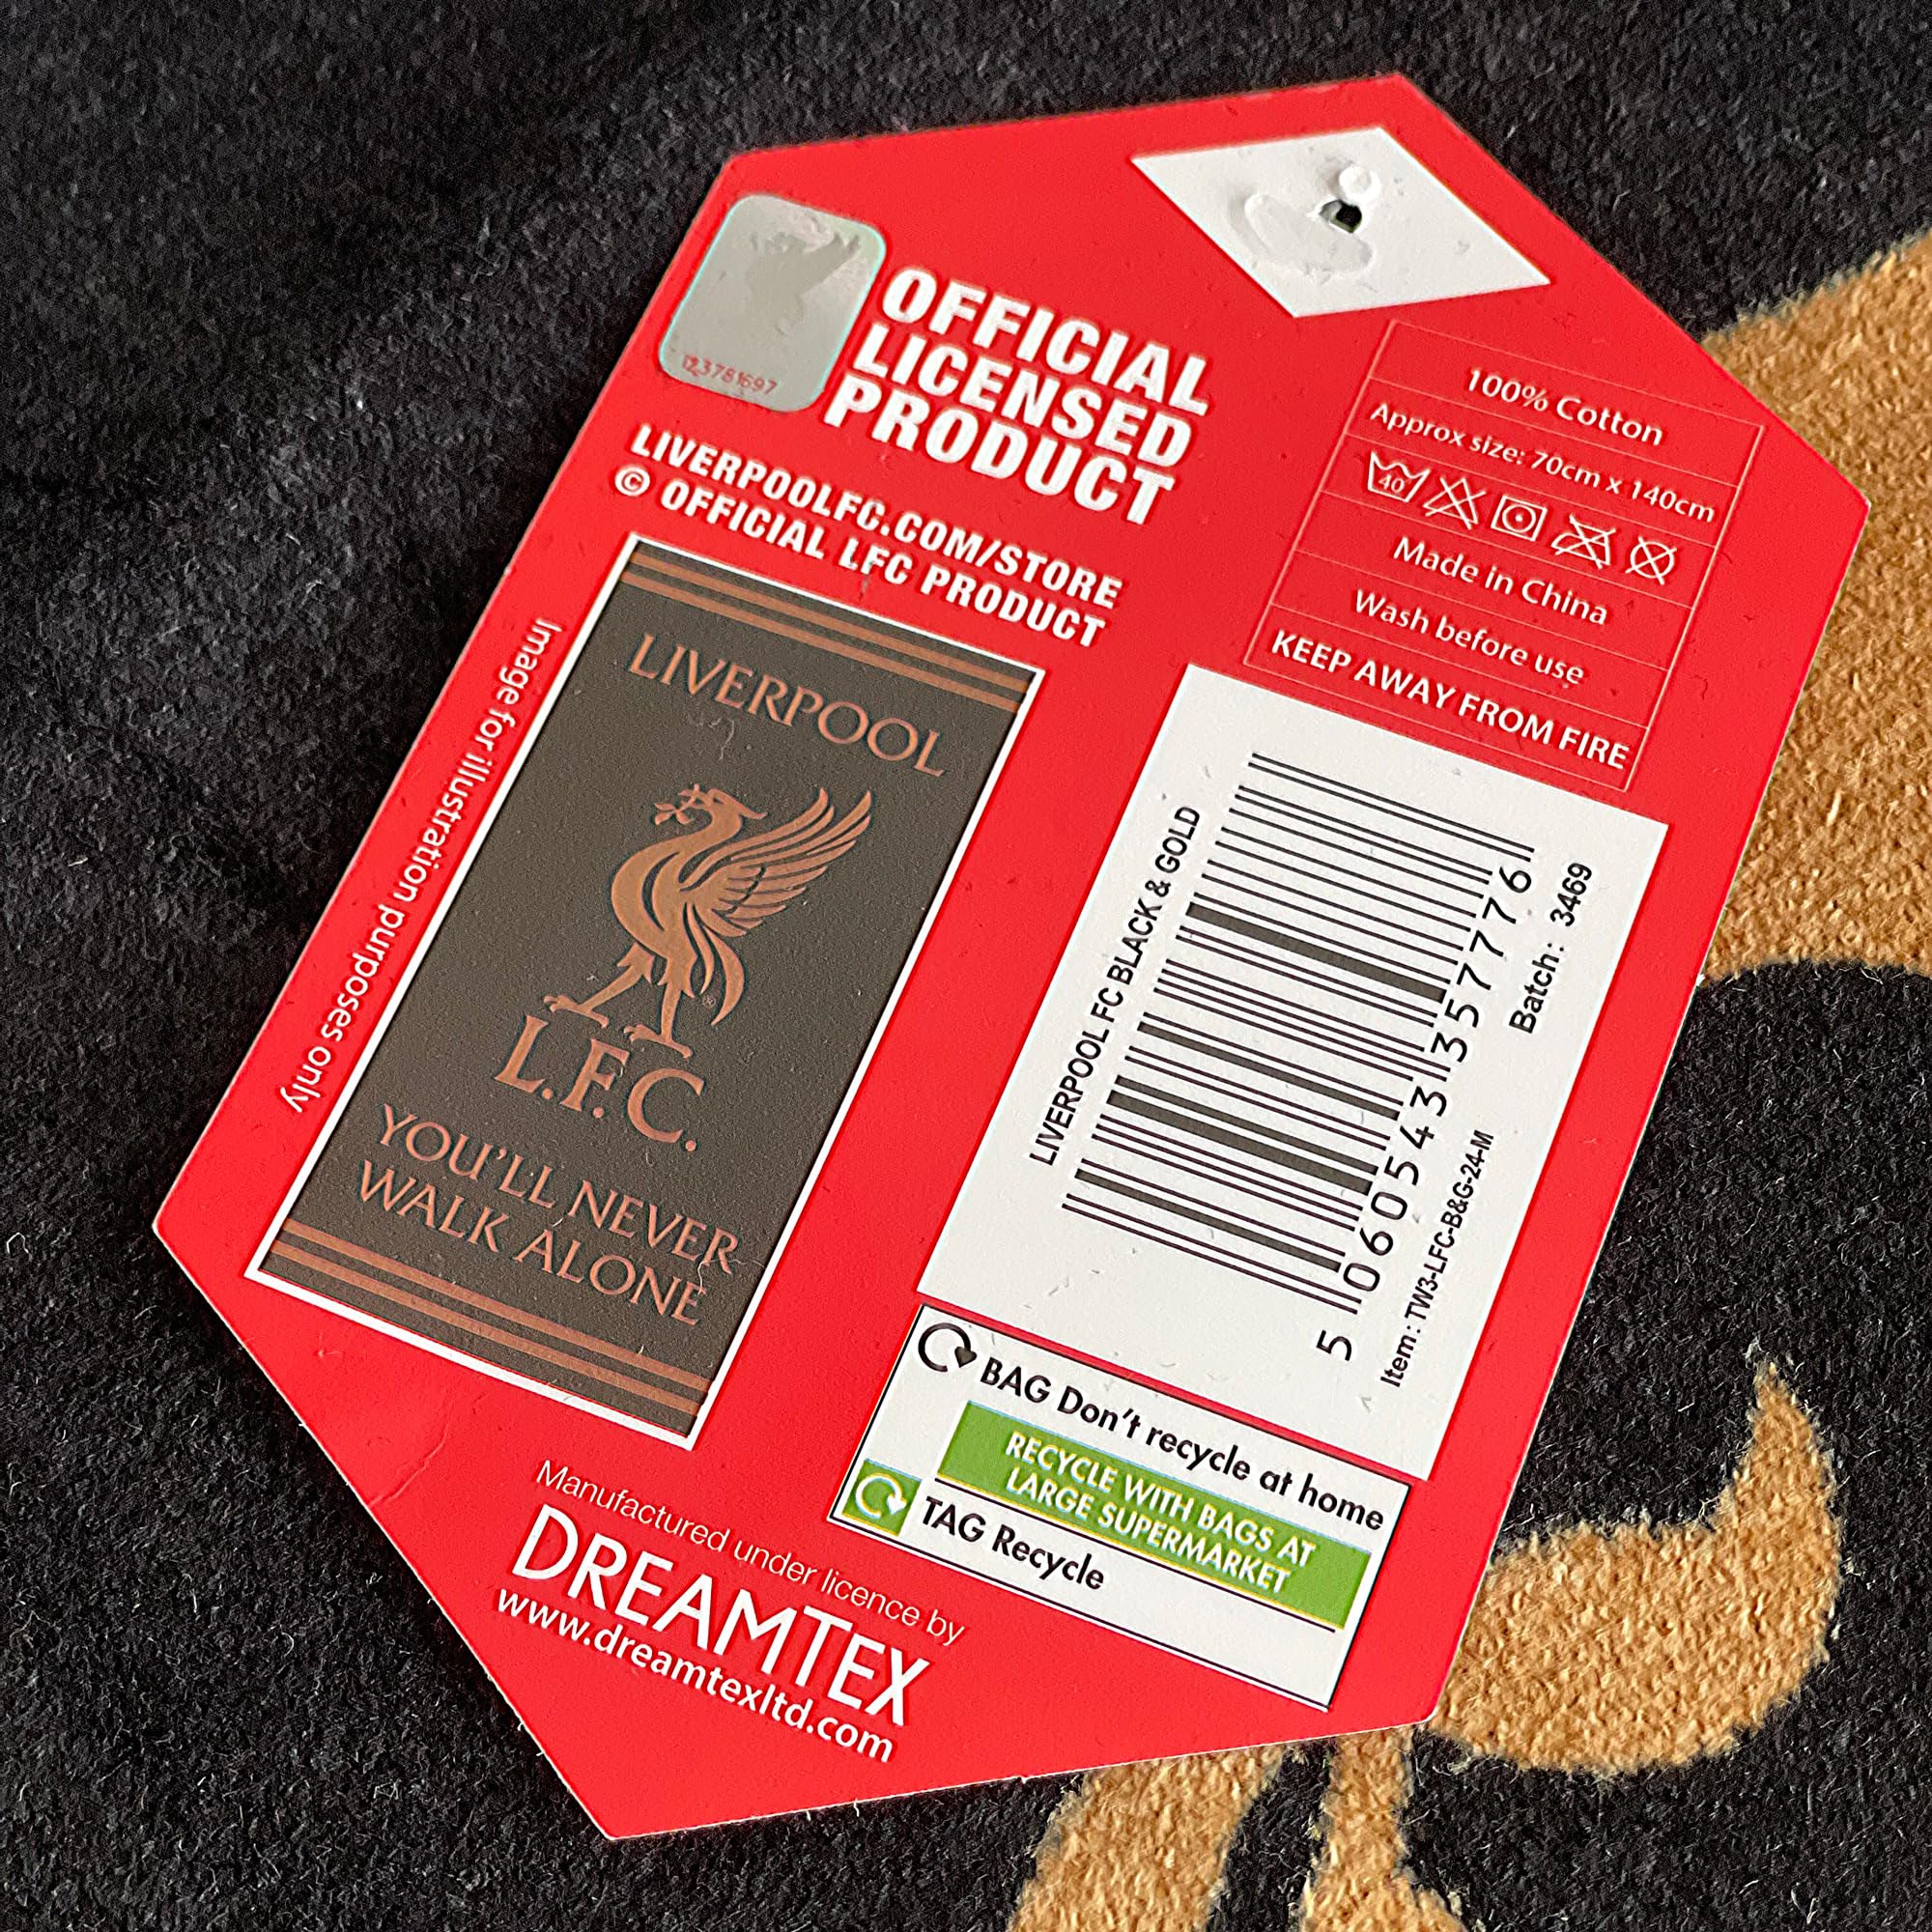 123781697
OFFICIAL
LICENSED
PRODUCT
LIVERPOOLFC.COM/STORE
© OFFICIAL LFC PRODUCT
100% Cotton
Approx size: 70cm x 140cm
40
Made in China
Wash before use
KEEP AWAY FROM FIRE
Image for illustration purposes only
LIVERPOOL
®
L.F.C.
YOU'LL NEVER
WALK ALONE
LIVERPOOL FC BLACK & GOLD
5 060543 357776
Batch: 3469
Item: TW3-LFC-B&G-24-M
BAG Don't recycle at home
RECYCLE WITH BAGS AT
LARGE SUPERMARKET
TAG Recycle
Manufactured under licence by
DREAMTEX
www.dreamtexltd.com